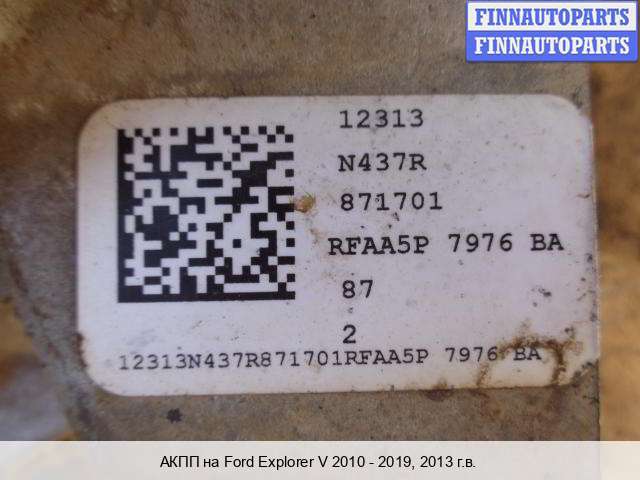 FINNAUTOPARTS
FINNAUTOPARTS
12313
N437R
871701
RFAA5P 7976 BA
87
2
12313N437R871701RFAA5P 7976 BA
АКПП на Ford Explorer V 2010 - 2019, 2013 г.в.